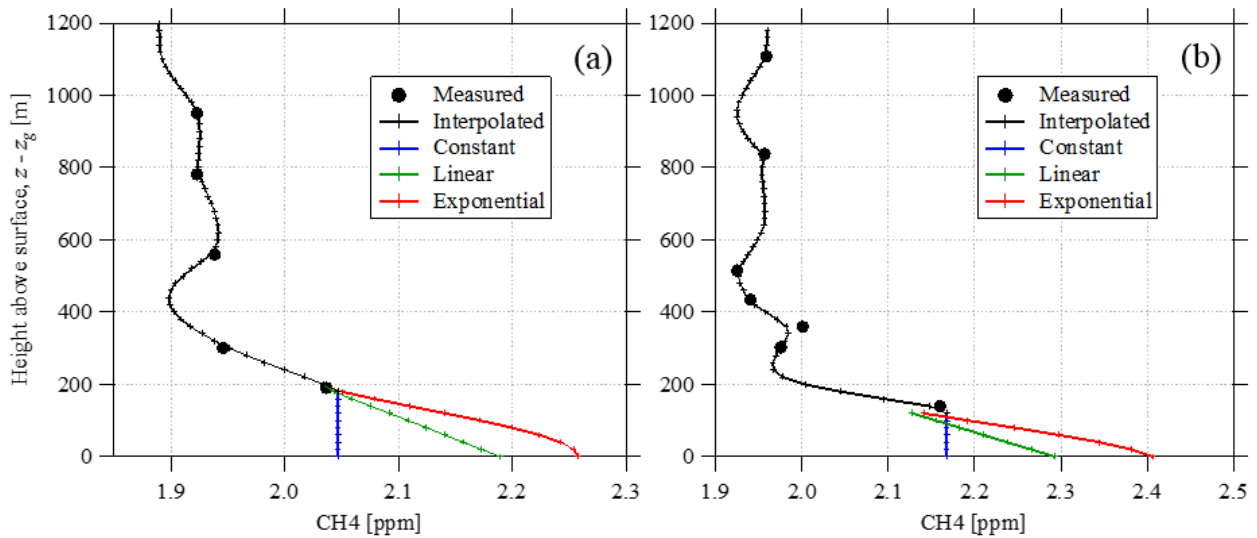 1200
1000
800
600
400
200
0
1.9
2.0
2.1
2.2
2.3
CH4 [ppm]
Height above surface, z - zg [m]
(a)
Measured
Interpolated
Constant
Linear
Exponential
1200
1000
800
600
400
200
0
1.9
2.0
2.1
2.2
2.3
2.4
2.5
CH4 [ppm]
(b)
Measured
Interpolated
Constant
Linear
Exponential